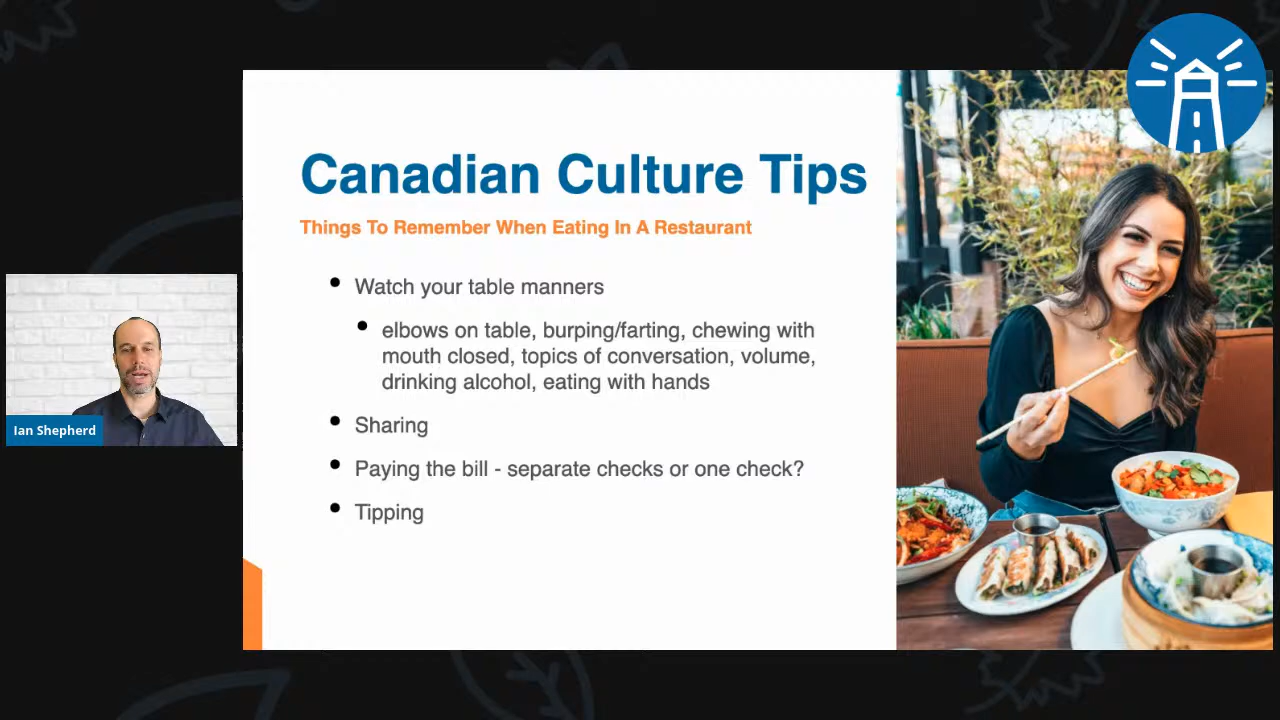 Canadian Culture Tips
Things To Remember When Eating In A Restaurant
• Watch your table manners
• elbows on table, burping/farting, chewing with
mouth closed, topics of conversation, volume,
drinking alcohol, eating with hands
• Sharing
• Paying the bill - separate checks or one check?
• Tipping
Ian Shepherd